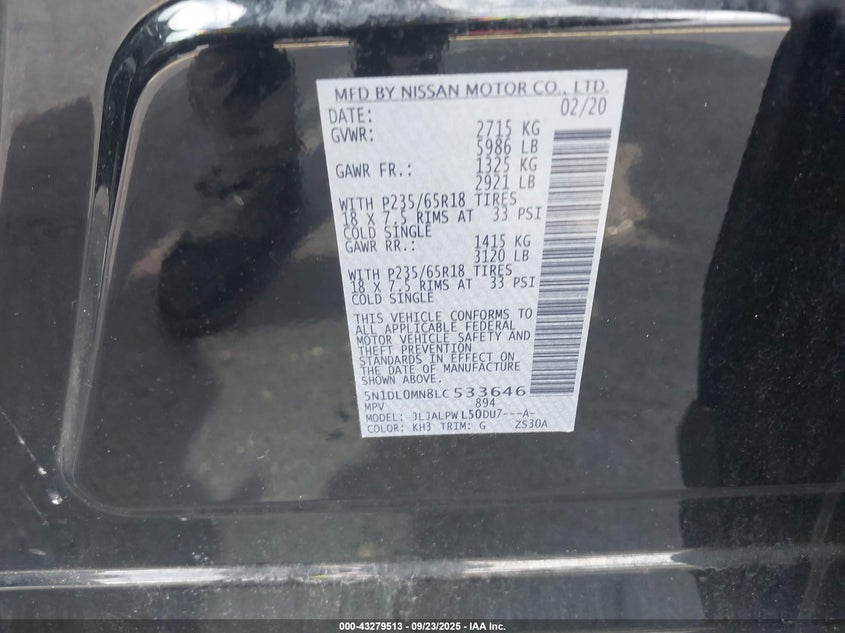 MFD BY NISSAN MOTOR CO., LTD.
DATE: 02/20
GVWR: 2715 KG
5986 LB
GAWR FR.: 1325 KG
2921 LB
WITH P235/65R18 TIRES
18 X 7.5 RIMS AT 33 PSI
COLD SINGLE
GAWR RR.: 1415 KG
3120 LB
WITH P235/65R18 TIRES
18 X 7.5 RIMS AT 33 PSI
COLD SINGLE
THIS VEHICLE CONFORMS TO
ALL APPLICABLE FEDERAL
MOTOR VEHICLE SAFETY AND
THEFT PREVENTION
STANDARDS IN EFFECT ON
THE DATE OF MANUFACTURE
SHOWN ABOVE.
5N1DL0MN8LC533646
MPV 894
MODEL: JLJALPWL50DU7---A-
COLOR: KH3 TRIM: G ZS30A
000-43279513 - 09/23/2025 - IAA Inc.